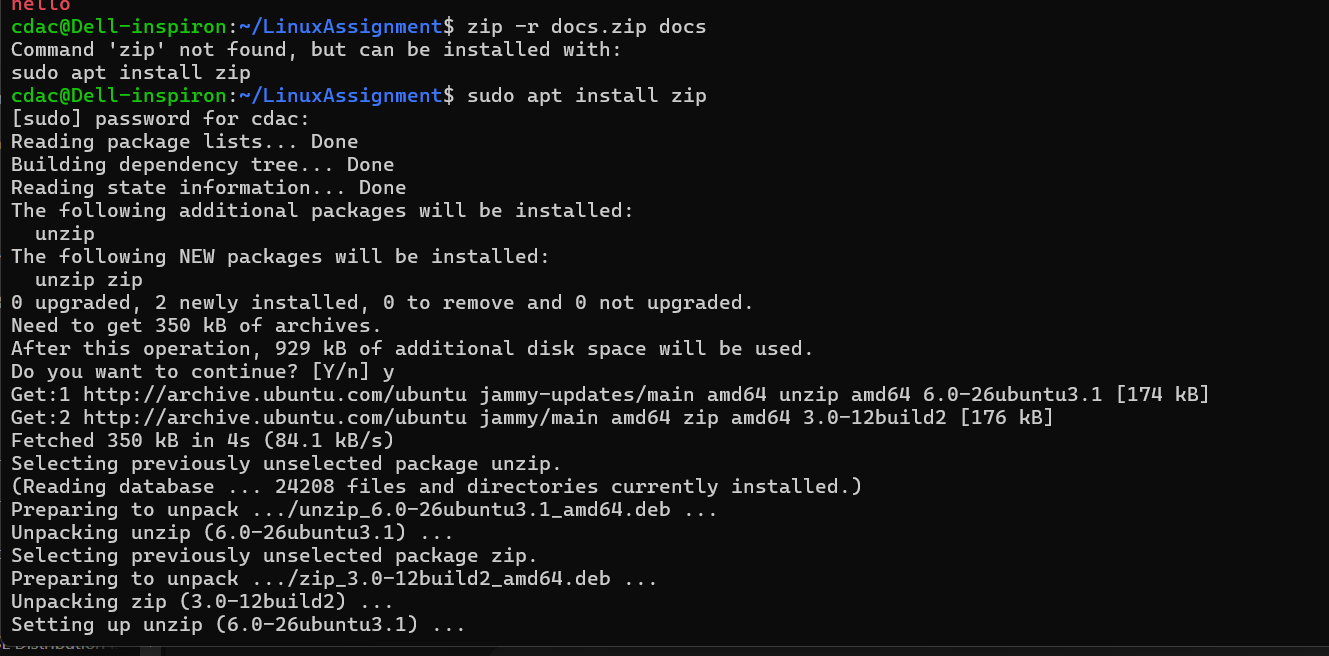 hello
cdac@Dell-inspiron:~/LinuxAssignment$ zip -r docs.zip docs
Command 'zip' not found, but can be installed with:
sudo apt install zip
cdac@Dell-inspiron:~/LinuxAssignment$ sudo apt install zip
[sudo] password for cdac:
Reading package lists... Done
Building dependency tree... Done
Reading state information... Done
The following additional packages will be installed:
  unzip
The following NEW packages will be installed:
  unzip zip
0 upgraded, 2 newly installed, 0 to remove and 0 not upgraded.
Need to get 350 kB of archives.
After this operation, 929 kB of additional disk space will be used.
Do you want to continue? [Y/n] y
Get:1 http://archive.ubuntu.com/ubuntu jammy-updates/main amd64 unzip amd64 6.0-26ubuntu3.1 [174 kB]
Get:2 http://archive.ubuntu.com/ubuntu jammy/main amd64 zip amd64 3.0-12build2 [176 kB]
Fetched 350 kB in 4s (84.1 kB/s)
Selecting previously unselected package unzip.
(Reading database ... 24208 files and directories currently installed.)
Preparing to unpack .../unzip_6.0-26ubuntu3.1_amd64.deb ...
Unpacking unzip (6.0-26ubuntu3.1) ...
Selecting previously unselected package zip.
Preparing to unpack .../zip_3.0-12build2_amd64.deb ...
Unpacking zip (3.0-12build2) ...
Setting up unzip (6.0-26ubuntu3.1) ...